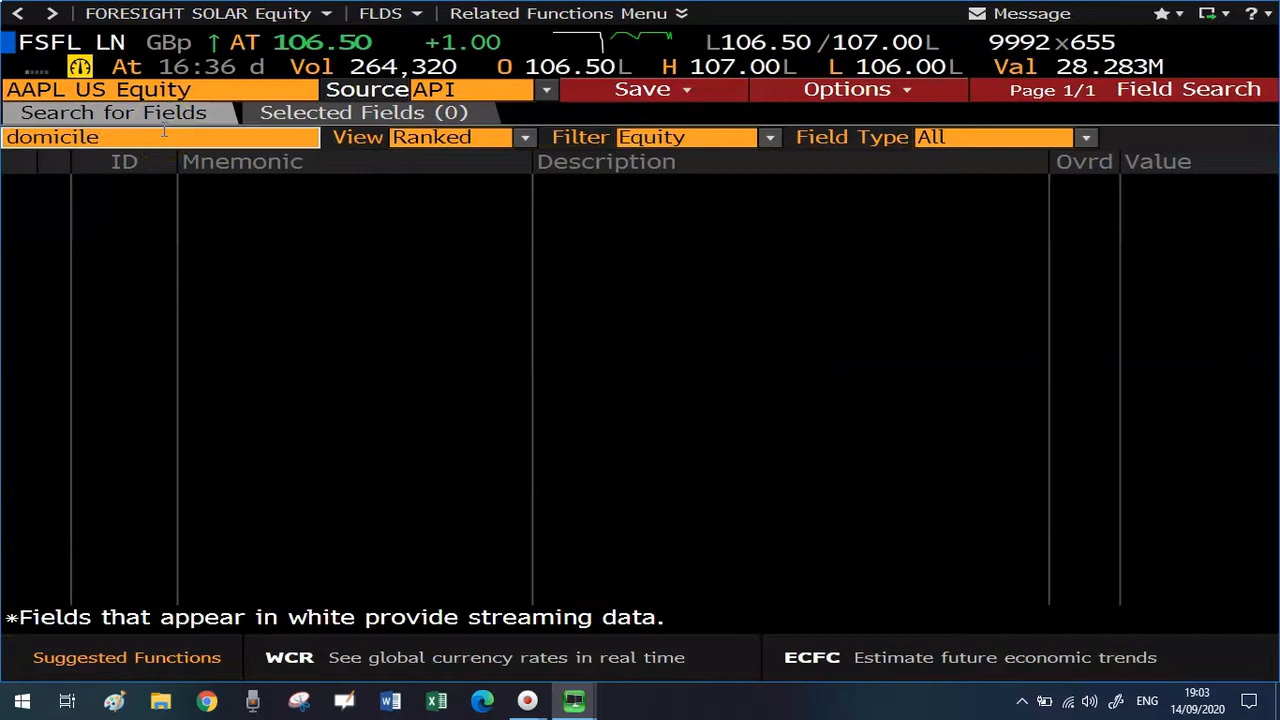 FORESIGHT SOLAR Equity FLDS Related Functions Menu Message
FSFL LN GBp ↑ AT 106.50 +1.00 L106.50 /107.00L 9992x655
At 16:36 d Vol 264,320 O 106.50L H 107.00L L 106.00L Val 28.283M
AAPL US Equity Source API Save Options Page 1/1 Field Search
Search for Fields Selected Fields (0)
domicile View Ranked Filter Equity Field Type All
ID Mnemonic Description Ovrd Value
*Fields that appear in white provide streaming data.
Suggested Functions WCR See global currency rates in real time ECFC Estimate future economic trends
ENG 19:03
14/09/2020